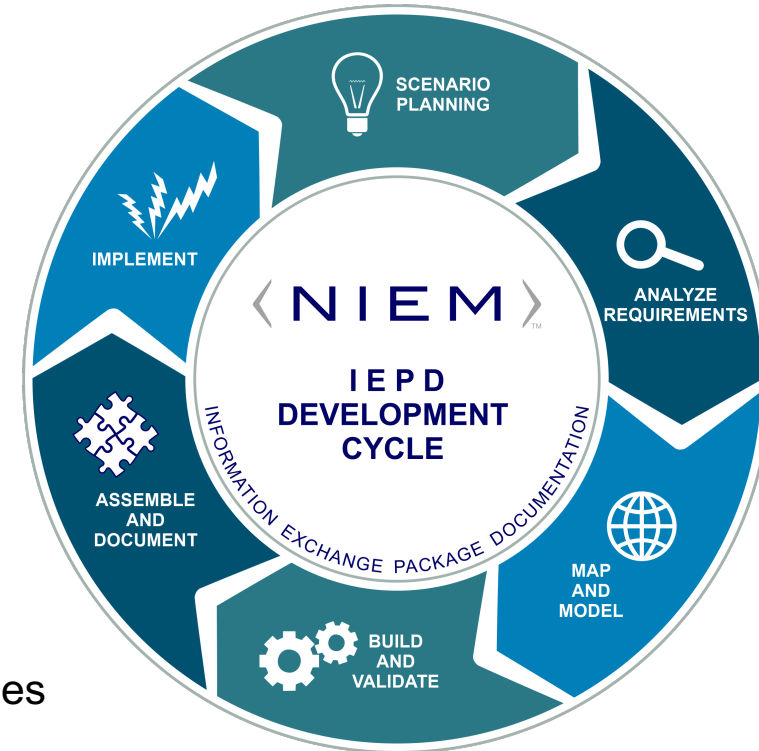 SCENARIO
PLANNING
ANALYZE
REQUIREMENTS
MAP
AND
MODEL
BUILD
AND
VALIDATE
ASSEMBLE
AND
DOCUMENT
IMPLEMENT
〈NIEM〉™
IEPD
DEVELOPMENT
CYCLE
INFORMATION EXCHANGE PACKAGE DOCUMENTATION
es